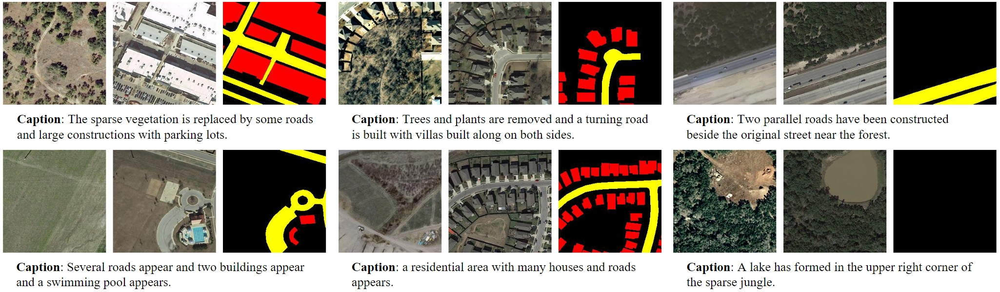 Caption: The sparse vegetation is replaced by some roads
and large constructions with parking lots.
Caption: Trees and plants are removed and a turning road
is built with villas built along on both sides.
Caption: Two parallel roads have been constructed
beside the original street near the forest.
Caption: Several roads appear and two buildings appear
and a swimming pool appears.
Caption: a residential area with many houses and roads
appears.
Caption: A lake has formed in the upper right corner of
the sparse jungle.